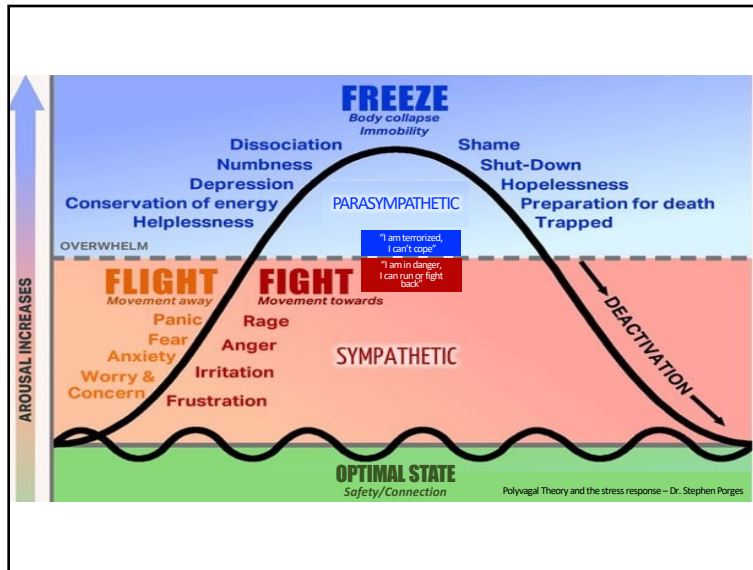 FREEZE
Body collapse
Immobility
Dissociation
Numbness
Depression
Conservation of energy
Helplessness
Shame
Shut-Down
Hopelessness
Preparation for death
Trapped
PARASYMPATHETIC
"I am terrorized,
I can't cope"
OVERWHELM
"I am in danger,
I can run or fight
back"
FLIGHT
Movement away
Panic
Fear
Anxiety
Worry &
Concern
FIGHT
Movement towards
Rage
Anger
Irritation
Frustration
SYMPATHETIC
DEACTIVATION
AROUSAL INCREASES
OPTIMAL STATE
Safety/Connection
Polyvagal Theory and the stress response – Dr. Stephen Porges